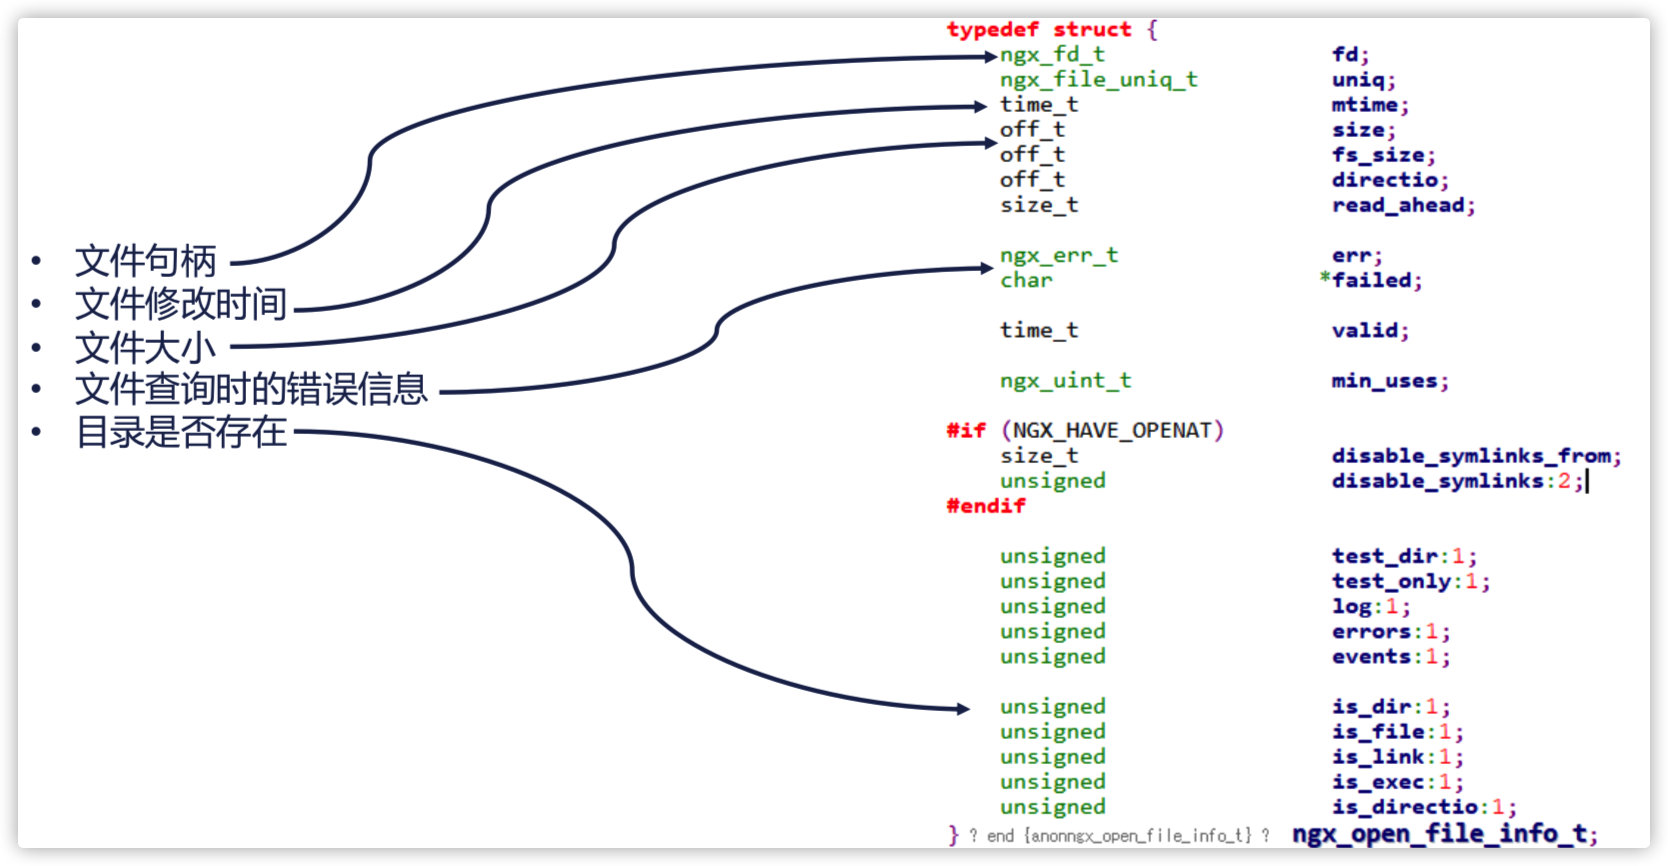 • 文件句柄
• 文件修改时间
• 文件大小
• 文件查询时的错误信息
• 目录是否存在
typedef struct {
ngx_fd_t fd;
ngx_file_uniq_t uniq;
time_t mtime;
off_t size;
off_t fs_size;
off_t directio;
size_t read_ahead;
ngx_err_t err;
char *failed;
time_t valid;
ngx_uint_t min_uses;
#if (NGX_HAVE_OPENAT)
size_t disable_symlinks_from;
unsigned disable_symlinks:2;
#endif
unsigned test_dir:1;
unsigned test_only:1;
unsigned log:1;
unsigned errors:1;
unsigned events:1;
unsigned is_dir:1;
unsigned is_file:1;
unsigned is_link:1;
unsigned is_exec:1;
unsigned is_directio:1;
} ? end {anonngx_open_file_info_t} ? ngx_open_file_info_t;